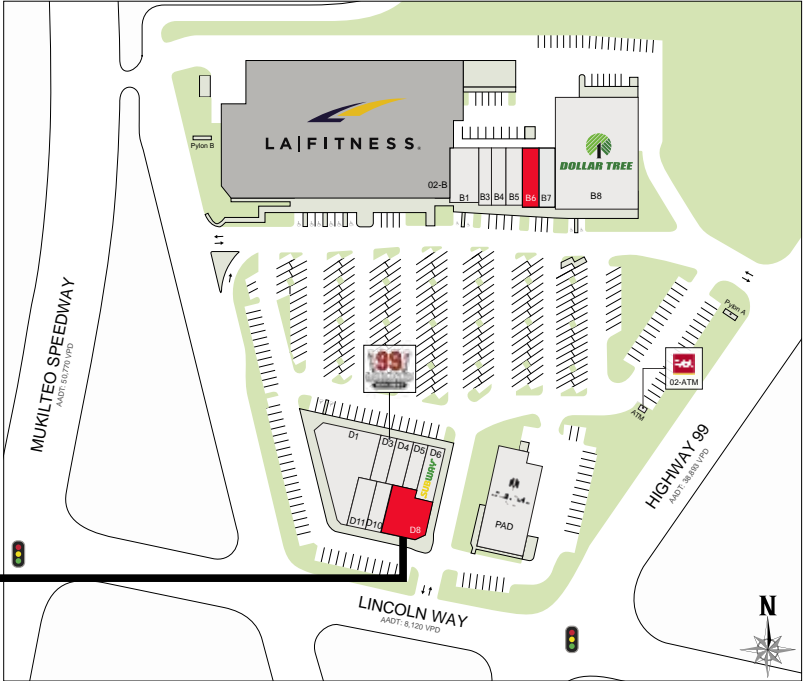 LA|FITNESS.
DOLLAR TREE
Pylon B
02-B
B1
B3
B4
B5
B6
B7
B8
MUKILTEO SPEEDWAY
AADT: 50,770 VPD
Pylon A
99
02-ATM
ATM
D1
D3
D4
D5
D6
SUBWAY
D11
D10
D8
PAD
HIGHWAY 99
AADT: 38,893 VPD
LINCOLN WAY
AADT: 8,120 VPD
N